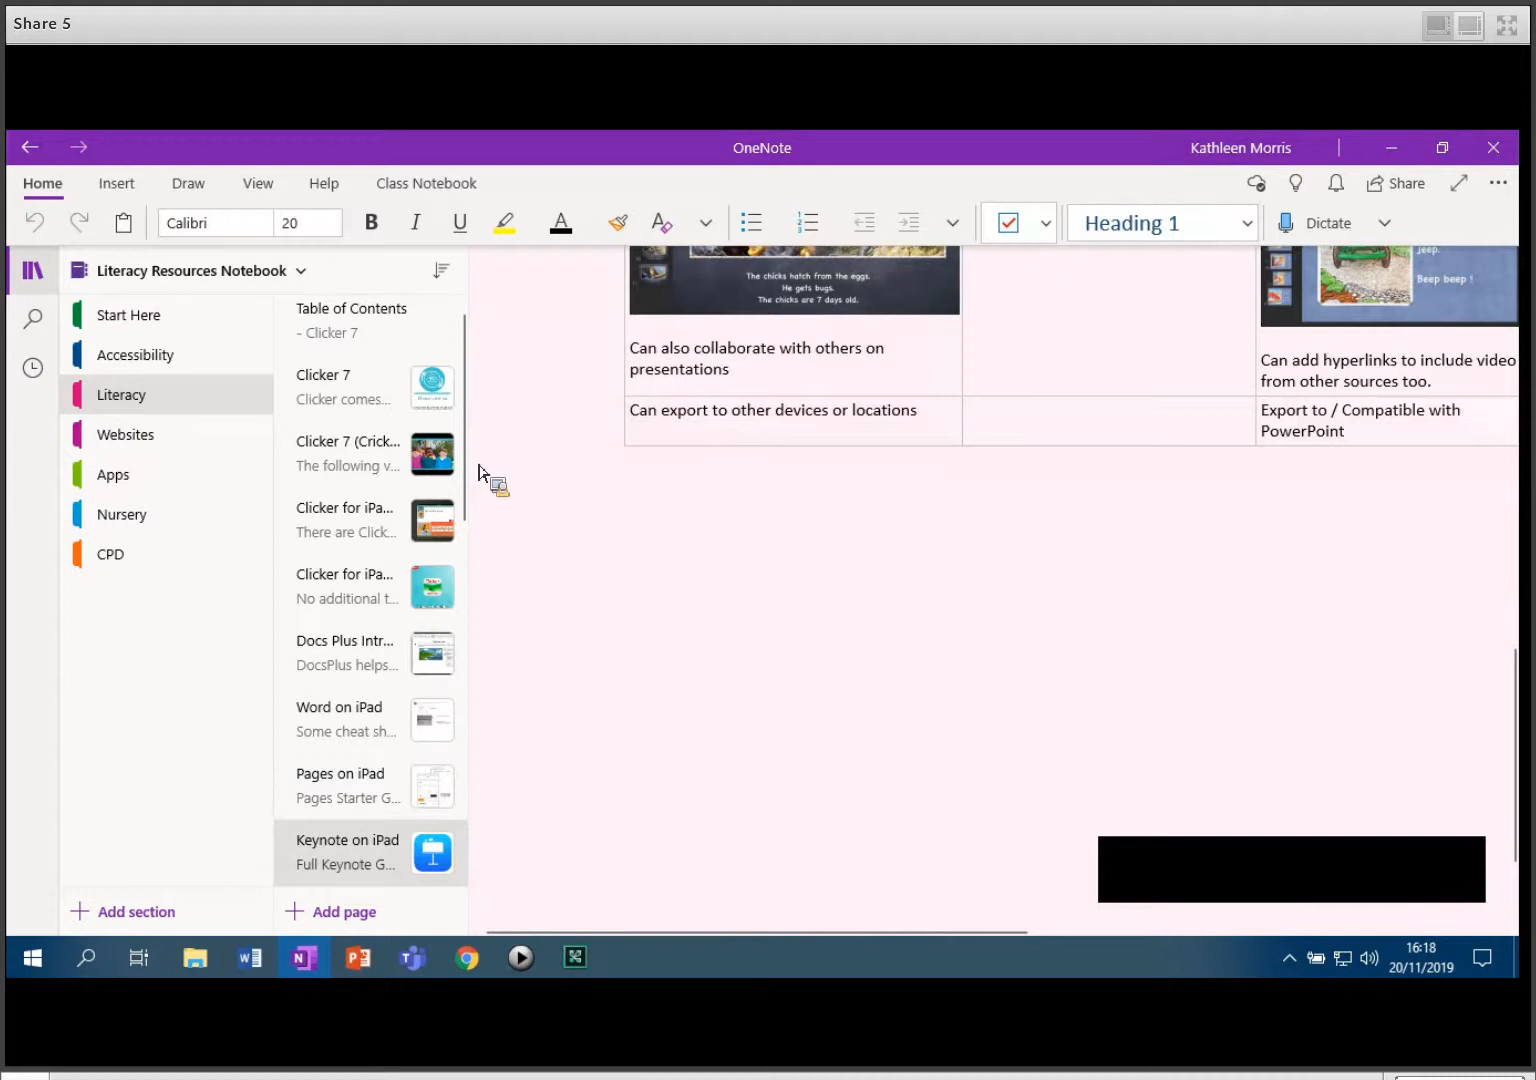 Share 5
OneNote
Kathleen Morris
Home
Insert
Draw
View
Help
Class Notebook
Share
Calibri
20
B
I
U
A
A
Heading 1
Dictate
Literacy Resources Notebook
Start Here
Accessibility
Literacy
Websites
Apps
Nursery
CPD
Add section
Table of Contents
- Clicker 7
Clicker 7
Clicker comes...
Clicker 7 (Crick...
The following v...
Clicker for iPa...
There are Click...
Clicker for iPa...
No additional t...
Docs Plus Intr...
DocsPlus helps...
Word on iPad
Some cheat sh...
Pages on iPad
Pages Starter G...
Keynote on iPad
Full Keynote G...
Add page
The chicks hatch from the eggs.
He gets bugs.
The chicks are 7 days old.
Can also collaborate with others on
presentations
Can export to other devices or locations
jeep.
Beep beep !
Can add hyperlinks to include video
from other sources too.
Export to / Compatible with
PowerPoint
16:18
20/11/2019